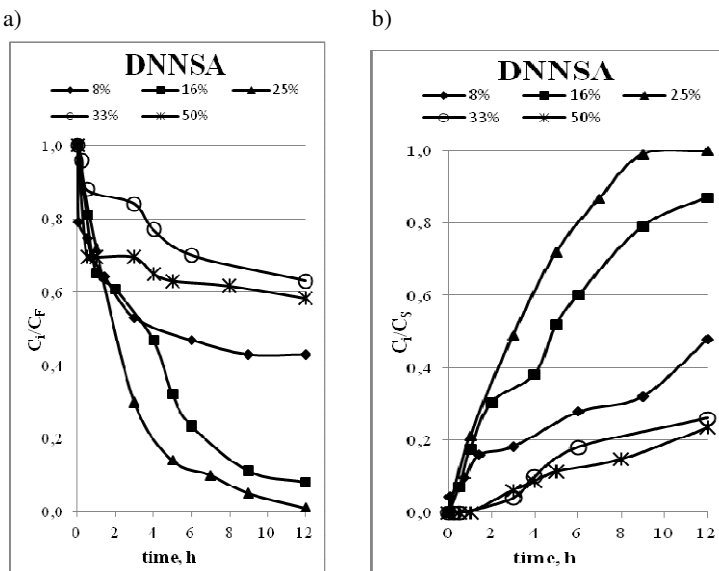 a)
DNNSA
8% 16% 25%
33% 50%
1,0
0,8
0,6
0,4
0,2
0,0
Ci/CF
0 2 4 6 8 10 12
time, h
b)
DNNSA
8% 16% 25%
33% 50%
1,0
0,8
0,6
0,4
0,2
0,0
Ci/CS
0 2 4 6 8 10 12
time, h